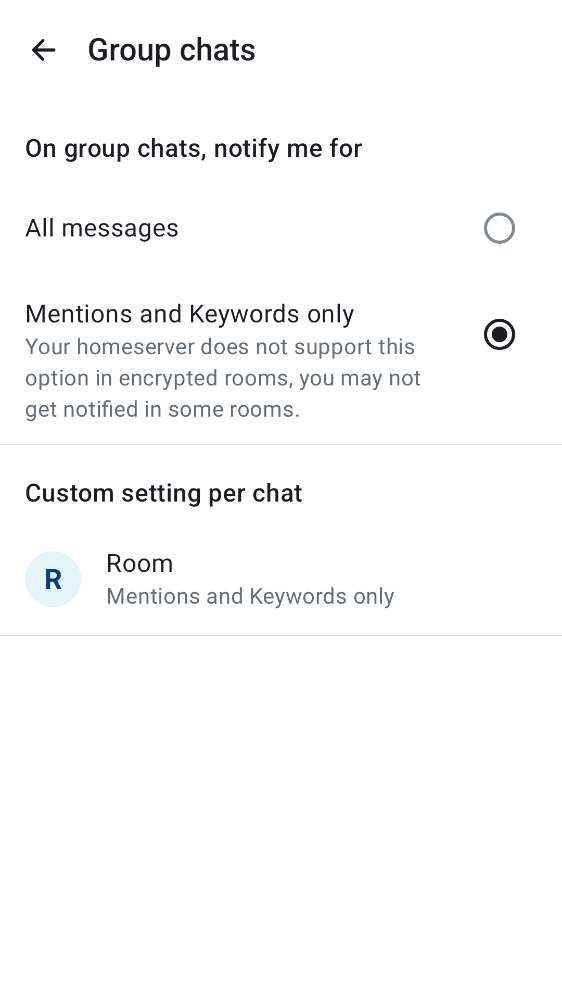 Group chats
On group chats, notify me for
All messages
Mentions and Keywords only
Your homeserver does not support this
option in encrypted rooms, you may not
get notified in some rooms.
Custom setting per chat
R
Room
Mentions and Keywords only